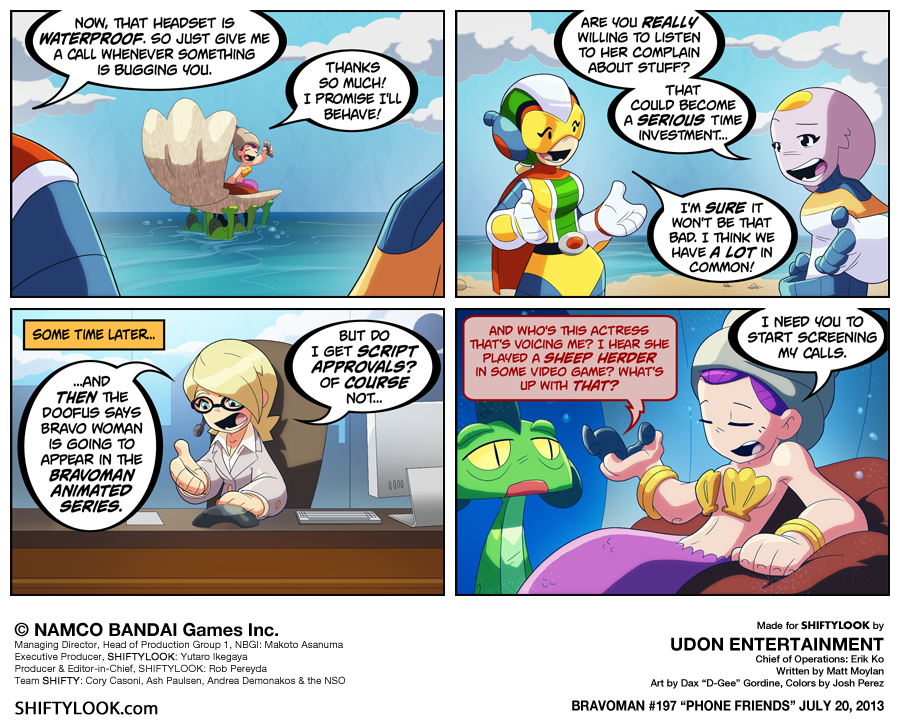 NOW, THAT HEADSET IS
WATERPROOF. SO JUST GIVE ME
A CALL WHENEVER SOMETHING
IS BUGGING YOU.
THANKS
SO MUCH!
I PROMISE I'LL
BEHAVE!
ARE YOU REALLY
WILLING TO LISTEN
TO HER COMPLAIN
ABOUT STUFF?
THAT
COULD BECOME
A SERIOUS TIME
INVESTMENT...
I'M SURE IT
WON'T BE THAT
BAD. I THINK WE
HAVE A LOT IN
COMMON!
SOME TIME LATER...
...AND
THEN THE
DOOFUS SAYS
BRAVO WOMAN
IS GOING TO
APPEAR IN THE
BRAVOMAN
ANIMATED
SERIES.
BUT DO
I GET SCRIPT
APPROVALS?
OF COURSE
NOT...
AND WHO'S THIS ACTRESS
THAT'S VOICING ME? I HEAR SHE
PLAYED A SHEEP HERDER
IN SOME VIDEO GAME? WHAT'S
UP WITH THAT?
I NEED YOU TO
START SCREENING
MY CALLS.
© NAMCO BANDAI Games Inc.
Managing Director, Head of Production Group 1, NBGI: Makoto Asanuma
Executive Producer, SHIFTYLOOK: Yutaro Ikegaya
Producer & Editor-in-Chief, SHIFTYLOOK: Rob Pereyda
Team SHIFTY: Cory Casoni, Ash Paulsen, Andrea Demonakos & the NSO
SHIFTYLOOK.com
Made for SHIFTYLOOK by
UDON ENTERTAINMENT
Chief of Operations: Erik Ko
Written by Matt Moylan
Art by Dax "D-Gee" Gordine, Colors by Josh Perez
BRAVOMAN #197 "PHONE FRIENDS" JULY 20, 2013